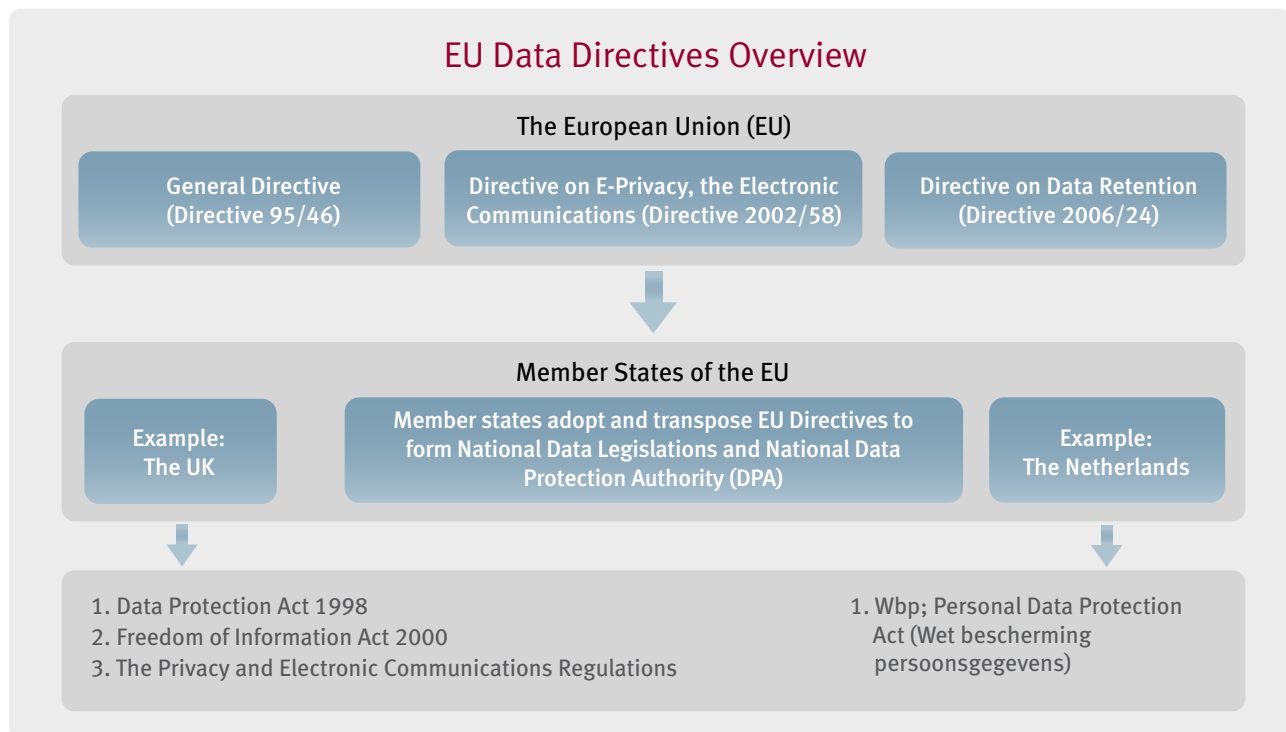 EU Data Directives Overview
The European Union (EU)
General Directive
(Directive 95/46)
Directive on E-Privacy, the Electronic
Communications (Directive 2002/58)
Directive on Data Retention
(Directive 2006/24)
Member States of the EU
Example:
The UK
Member states adopt and transpose EU Directives to
form National Data Legislations and National Data
Protection Authority (DPA)
Example:
The Netherlands
1. Data Protection Act 1998
2. Freedom of Information Act 2000
3. The Privacy and Electronic Communications Regulations
1. Wbp; Personal Data Protection
Act (Wet bescherming
persoonsgegevens)